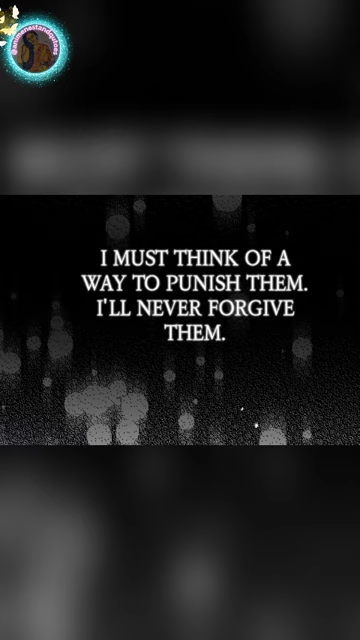 I MUST THINK OF A
WAY TO PUNISH THEM.
I'LL NEVER FORGIVE
THEM.